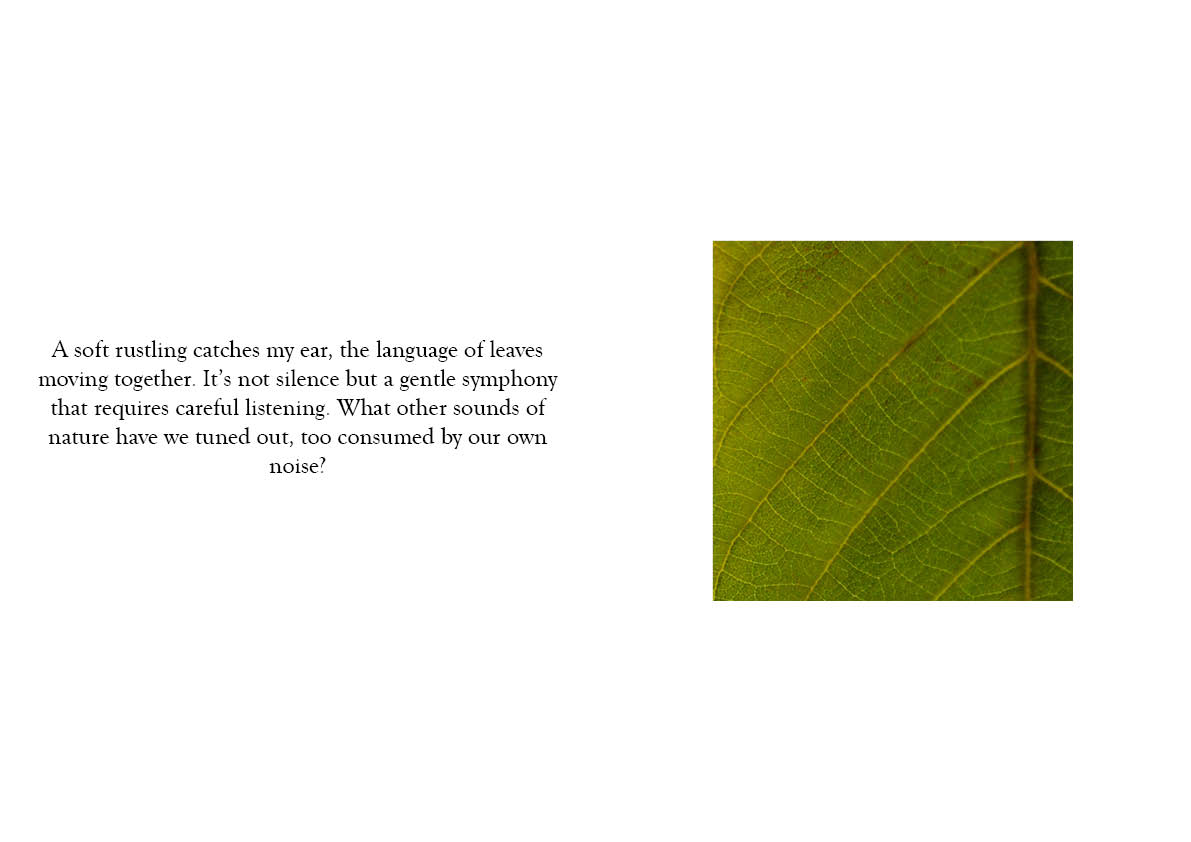 A soft rustling catches my ear, the language of leaves
moving together. It’s not silence but a gentle symphony
that requires careful listening. What other sounds of
nature have we tuned out, too consumed by our own
noise?